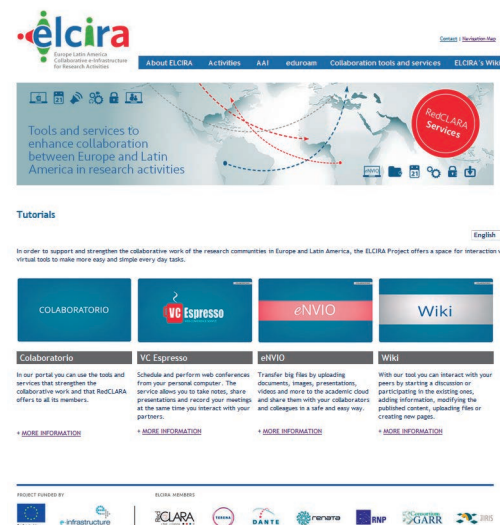 elcira
Europe Latin America
Collaborative e-Infrastructure
for Research Activities
Contact | Navigation Map
About ELCIRA Activities AAI eduroam Collaboration tools and services ELCIRA's Wiki
Tools and services to
enhance collaboration
between Europe and Latin
America in research activities
RedCLARA
Services
eNVIO
Tutorials
English
In order to support and strengthen the collaborative work of the research communities in Europe and Latin America, the ELCIRA Project offers a space for interaction
virtual tools to make more easy and simple every day tasks.
COLABORATORIO
VC Espresso
eNVIO
Wiki
Colaboratorio
In our portal you can use the tools and
services that strengthen the
collaborative work and that RedCLARA
offers to all its members.
+ MORE INFORMATION
VC Espresso
Schedule and perform web conferences
from your personal computer. The
service allows you to take notes, share
presentations and record your meetings
at the same time you interact with your
partners.
+ MORE INFORMATION
eNVIO
Transfer big files by uploading
documents, images, presentations,
videos and more to the academic cloud
and share them with your collaborators
and colleagues in a safe and easy way.
+ MORE INFORMATION
Wiki
With our tool you can interact with your
peers by starting a discussion or
participating in the existing ones,
adding information, modifying the
published content, uploading files or
creating new pages.
+ MORE INFORMATION
PROJECT FUNDED BY
ELCIRA MEMBERS
e-infrastructure
CLARA
TERENA
DANTE
renata
RNP
GARR